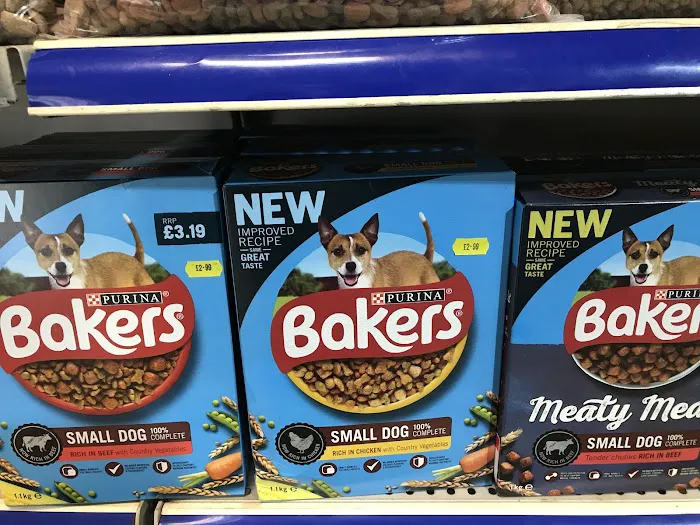 N
RRP
£3.19
£2-99
PURINA
Bakers
SMALL DOG 100% COMPLETE
RICH IN BEEF with Country Vegetables
1.1kg e
Bakers
NEW
IMPROVED
RECIPE
SAME
GREAT
TASTE
£2-99
PURINA
Bakers
SMALL DOG 100% COMPLETE
RICH IN CHICKEN with Country Vegetables
1.1kg e
NEW
IMPROVED
RECIPE
SAME
GREAT
TASTE
PURI
Baker
Meaty Mea
SMALL DOG 100% COMPLETE
Tender chunks RICH IN BEEF
1kg e